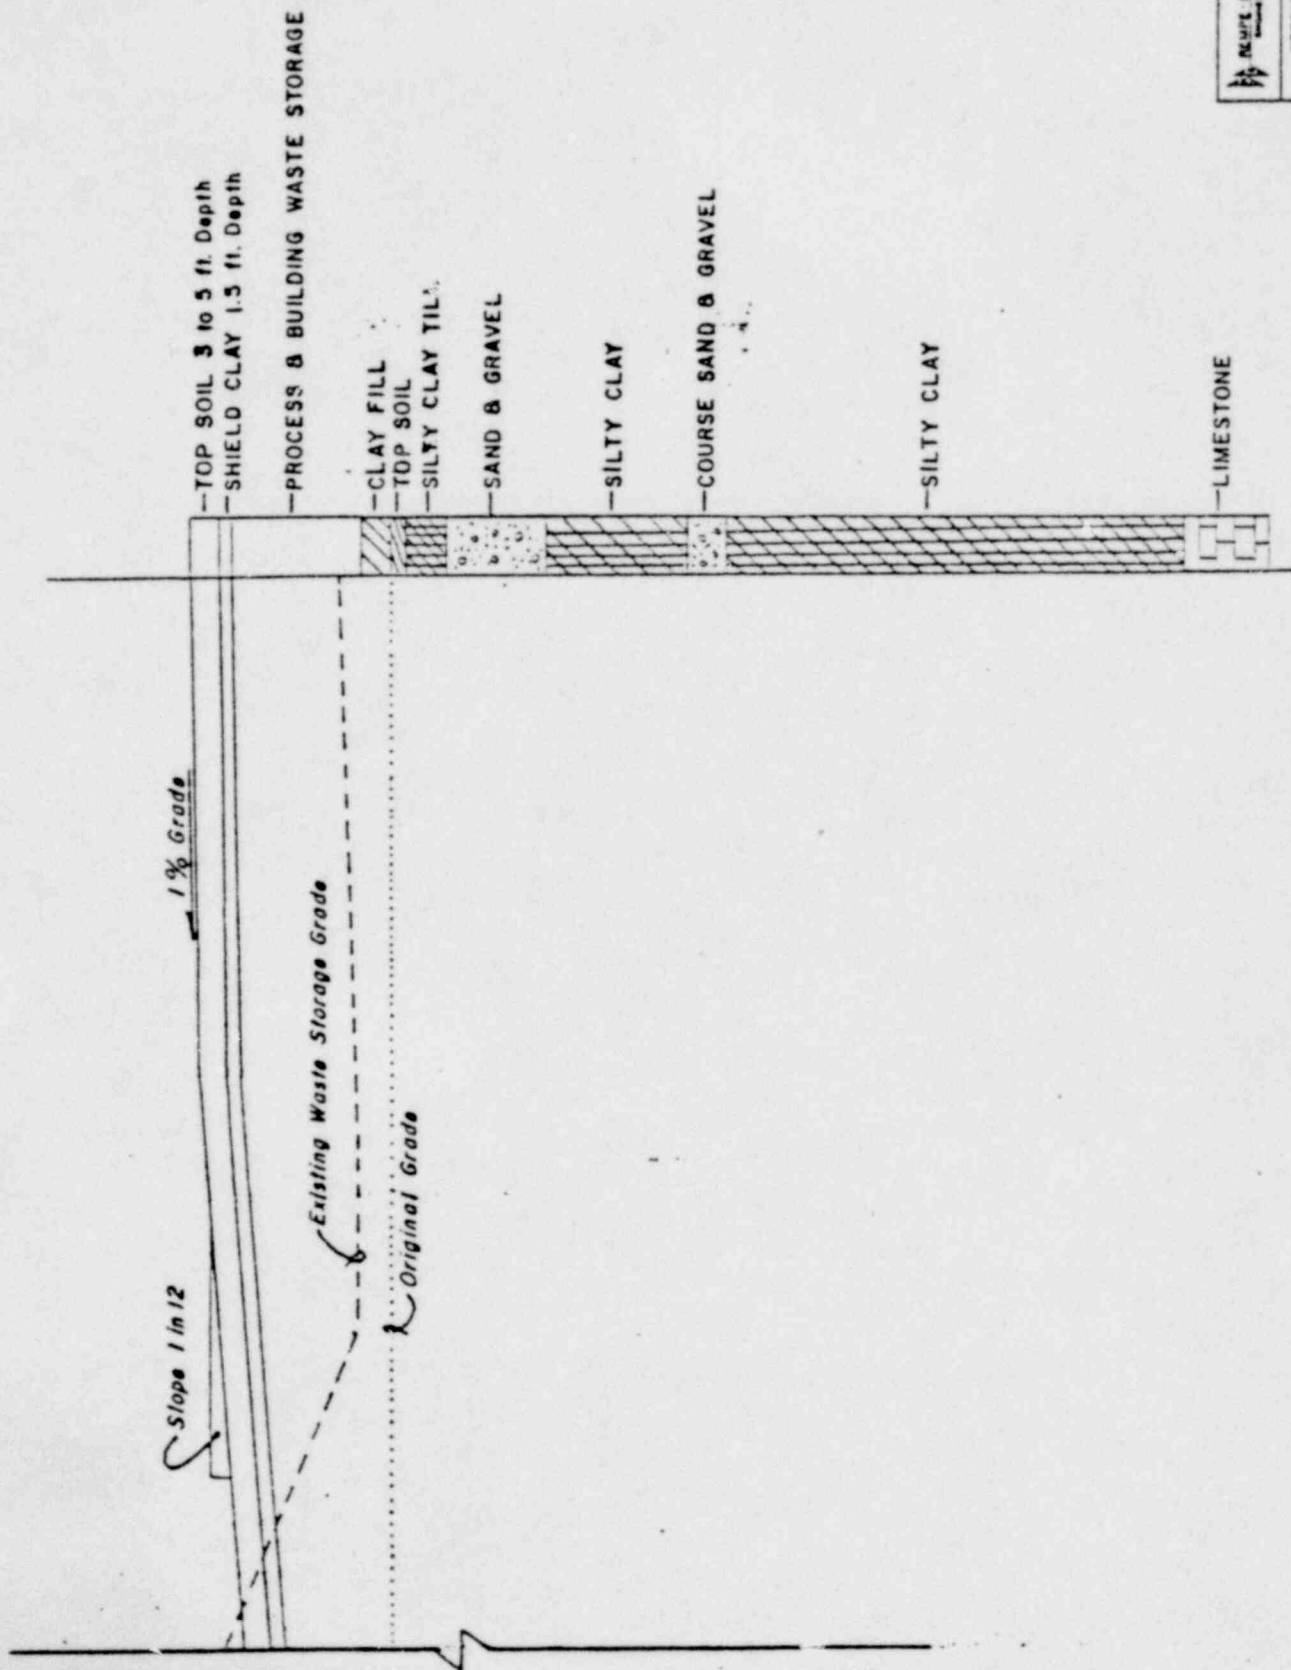 TOP SOIL 3 to 5 ft. Depth
SHIELD CLAY 1.5 ft. Depth
PROCESS & BUILDING WASTE STORAGE
CLAY FILL
TOP SOIL
SILTY CLAY TILL
SAND & GRAVEL
SILTY CLAY
COURSE SAND & GRAVEL
SILTY CLAY
LIMESTONE
1% Grade
Existing Waste Storage Grade
Original Grade
Slope 1 in 12